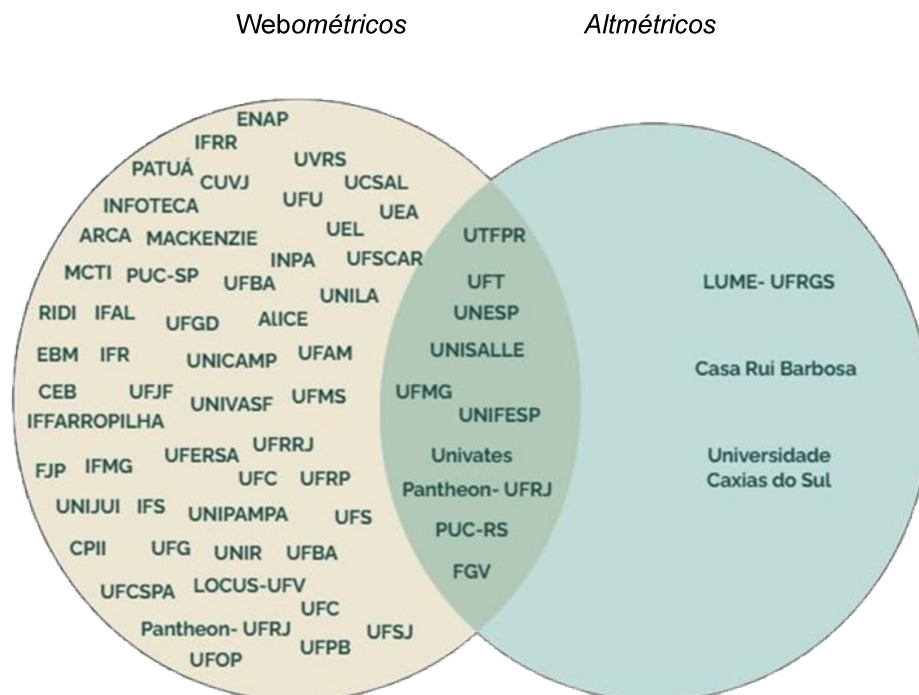 Webométricos
Altmétricos
ENAP
IFRR
UVRS
PATUÁ
CUVJ
UCSAL
INFOTECA
UFU
UEA
ARCA
MACKENZIE
UEL
INPA
UFSCAR
MCTI
PUC-SP
UFBA
UNILA
RIDI
IFAL
UFGD
AlICE
EBM
IFR
UNICAMP
UFAM
CEB
UFJF
UNIVASF
UFMS
IFFARROPILHA
UFERSA
UFRRJ
FJP
IFMG
UFC
UFRP
UNIJUI
IFS
UNIPAMPA
UFS
CPII
UFG
UNIR
UFBA
UFCSPA
LOCUS-UFV
UFC
Pantheon- UFRJ
UFSJ
UFPB
UFOP
UTFPR
UFT
UNESP
UNISALLE
UFMG
UNIFESP
Univates
Pantheon- UFRJ
PUC-RS
FGV
LUME- UFRGS
Casa Rui Barbosa
Universidade
Caxias do Sul